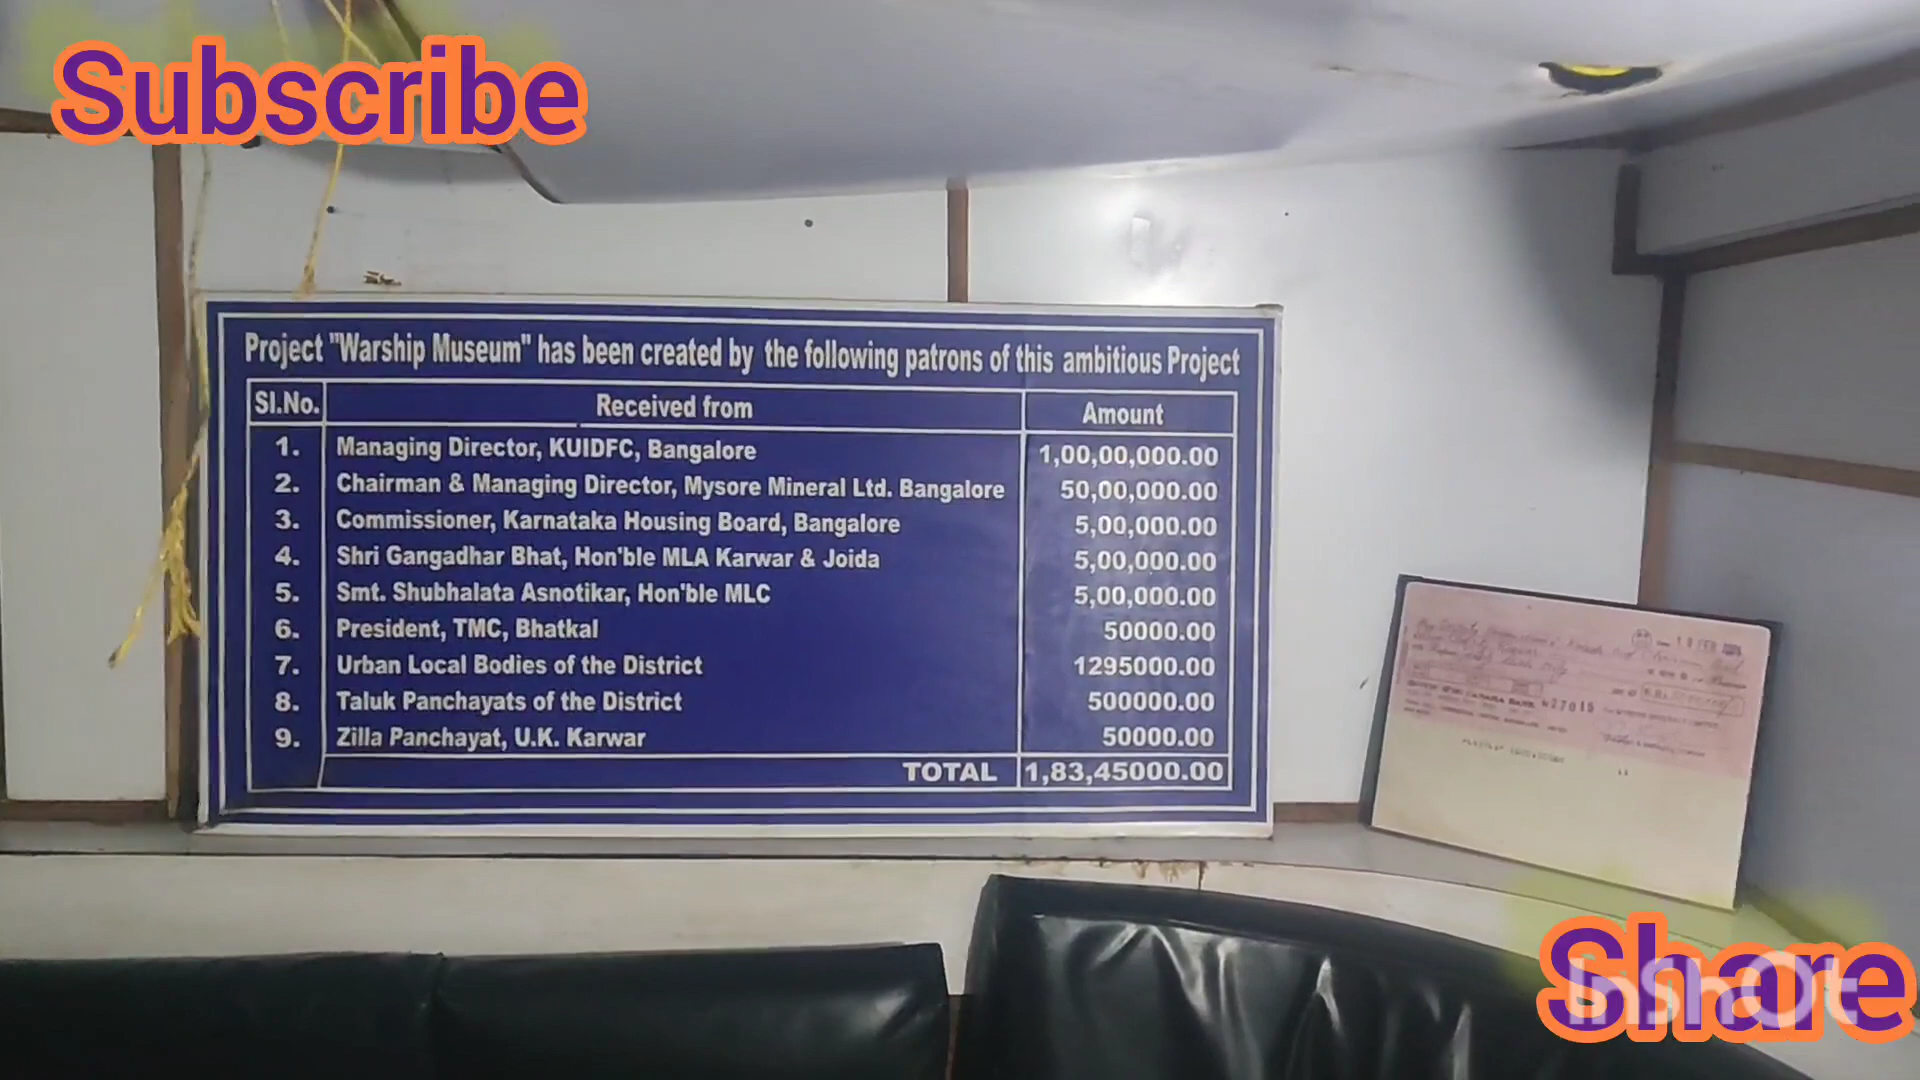 Subscribe
Project "Warship Museum" has been created by the following patrons of this ambitious Project
Sl.No. Received from Amount
1. Managing Director, KUIDFC, Bangalore 1,00,00,000.00
2. Chairman & Managing Director, Mysore Mineral Ltd. Bangalore 50,00,000.00
3. Commissioner, Karnataka Housing Board, Bangalore 5,00,000.00
4. Shri Gangadhar Bhat, Hon'ble MLA Karwar & Joida 5,00,000.00
5. Smt. Shubhalata Asnotikar, Hon'ble MLC 5,00,000.00
6. President, TMC, Bhatkal 50000.00
7. Urban Local Bodies of the District 1295000.00
8. Taluk Panchayats of the District 500000.00
9. Zilla Panchayat, U.K. Karwar 50000.00
TOTAL 1,83,45000.00
CANARA BANK
Share
InShOt